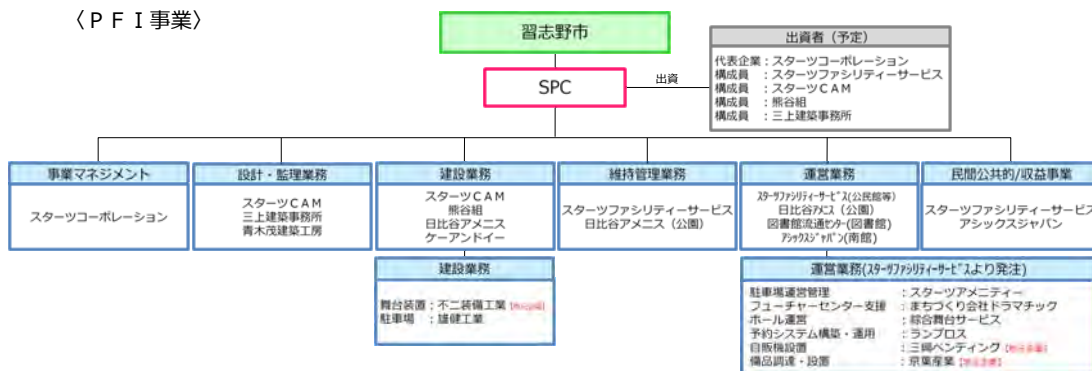 〈ＰＦＩ事業〉
習志野市
SPC
出資
出資者（予定）
代表企業：スターツコーポレーション
構成員　：スターツファシリティーサービス
構成員　：スターツＣＡＭ
構成員　：熊谷組
構成員　：三上建築事務所
事業マネジメント
スターツコーポレーション
設計・監理業務
スターツＣＡＭ
三上建築事務所
青木茂建築工房
建設業務
スターツＣＡＭ
熊谷組
日比谷アメニス
ケーアンドイー
維持管理業務
スターツファシリティーサービス
日比谷アメニス（公園）
運営業務
ｽﾀｰﾂﾌｧｼﾘﾃｨｰｻｰﾋﾞｽ(公民館等)
日比谷ｱﾒﾆｽ（公園）
図書館流通ｾﾝﾀｰ(図書館)
ｱｼｯｸｽｼﾞｬﾊﾟﾝ(南館)
民間公共的/収益事業
スターツファシリティーサービス
アシックスジャパン
建設業務
舞台装置：不二装備工業
駐車場　：雄健工業
運営業務(ｽﾀｰﾂﾌｧｼﾘﾃｨｰｻｰﾋﾞｽより発注)
駐車場運営管理　：スターツアメニティー
フューチャーセンター支援　：まちづくり会社ドラマチック
ホール運営　：綜合舞台サービス
予約システム構築・運用　：ランプロス
自販機設置　：三郷ベンディング
備品調達・設置　：京葉産業